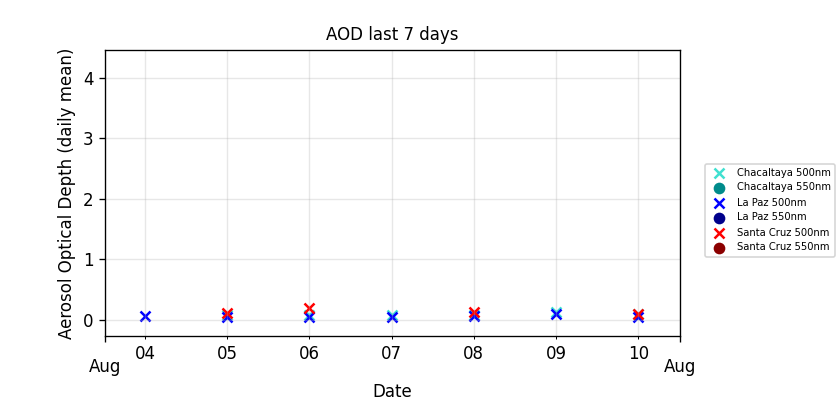 AOD last 7 days
Aerosol Optical Depth (daily mean)
4
3
2
1
0
04 05 06 07 08 09 10
Aug Aug
Date
Chacaltaya 500nm
Chacaltaya 550nm
La Paz 500nm
La Paz 550nm
Santa Cruz 500nm
Santa Cruz 550nm